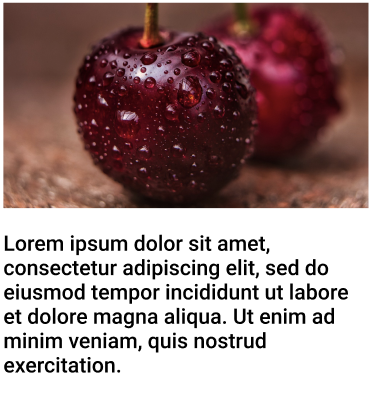 Lorem ipsum dolor sit amet,
consectetur adipiscing elit, sed do
eiusmod tempor incididunt ut labore
et dolore magna aliqua. Ut enim ad
minim veniam, quis nostrud
exercitation.